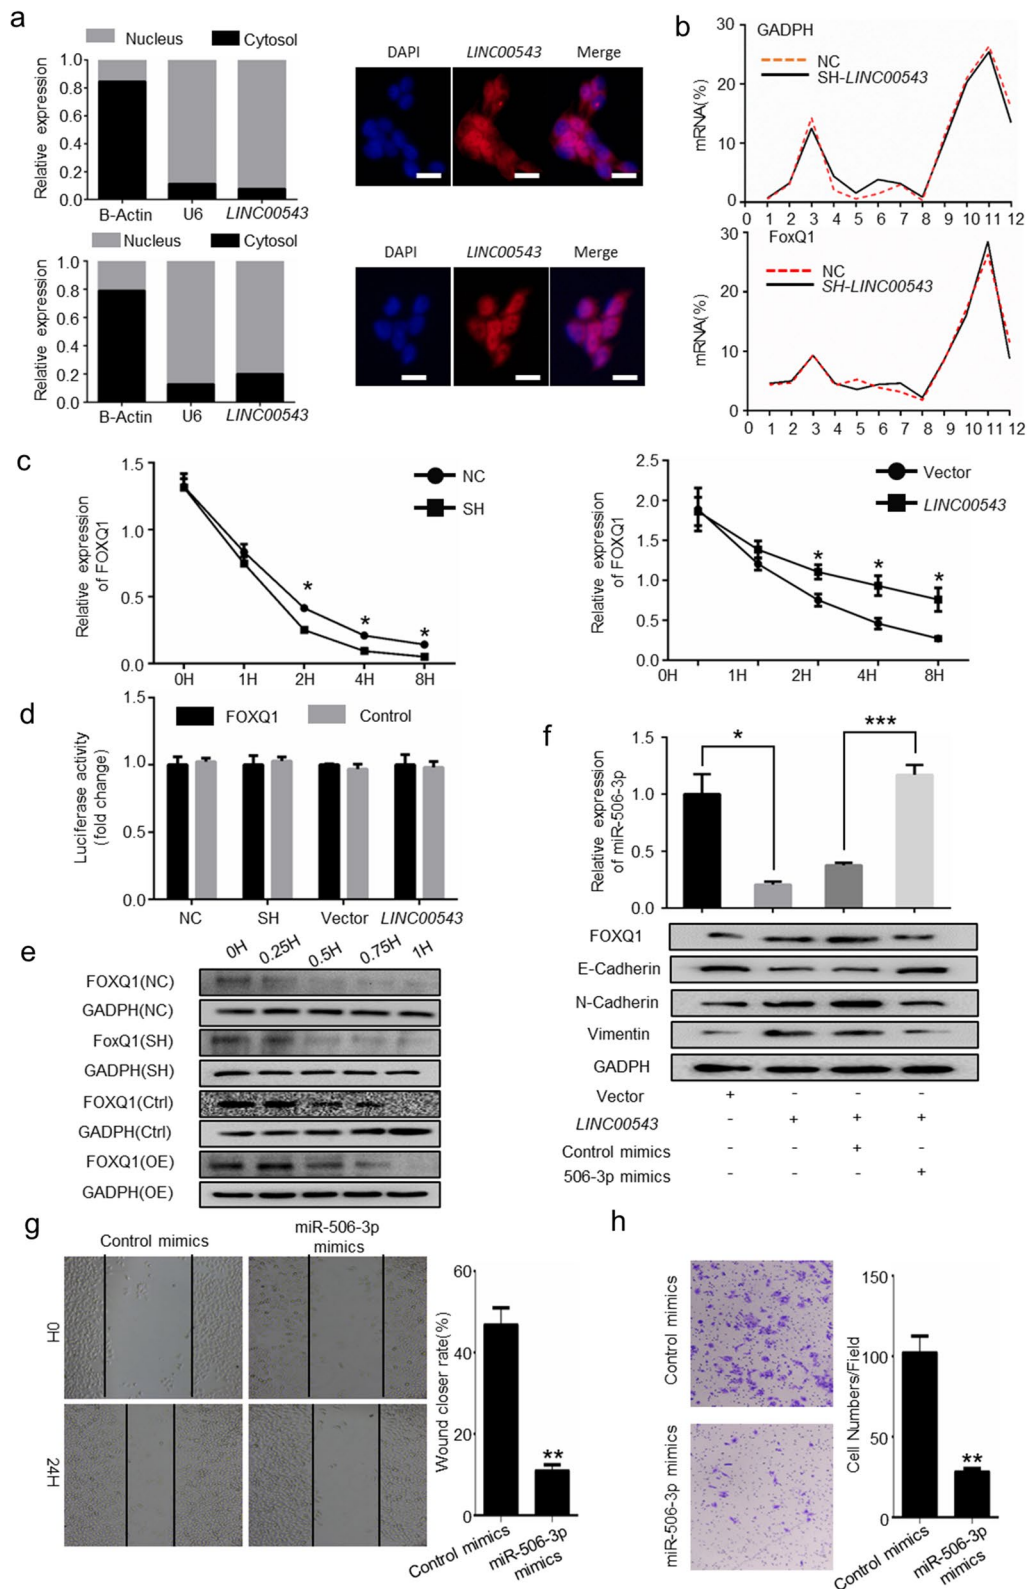 a
Nucleus Cytosol
Relative expression
1.0
0.8
0.6
0.4
0.2
0.0
B-Actin U6 LINC00543
DAPI LINC00543 Merge
Nucleus Cytosol
Relative expression
1.0
0.8
0.6
0.4
0.2
0.0
B-Actin U6 LINC00543
DAPI LINC00543 Merge
b
GADPH
NC
SH-LINC00543
mRNA(%)
30
20
10
0
0 1 2 3 4 5 6 7 8 9 10 11 12
FoxQ1
NC
SH-LINC00543
mRNA(%)
30
20
10
0
0 1 2 3 4 5 6 7 8 9 10 11 12
c
Relative expression
of FOXQ1
1.5
1.0
0.5
0.0
NC
SH
* * *
0H 1H 2H 4H 8H
Relative expression
of FOXQ1
2.5
2.0
1.5
1.0
0.5
0.0
Vector
LINC00543
* * *
0H 1H 2H 4H 8H
d
Luciferase activity
(fold change)
1.5
1.0
0.5
0.0
FOXQ1 Control
NC SH Vector LINC00543
e
0H 0.25H 0.5H 0.75H 1H
FOXQ1(NC)
GADPH(NC)
FoxQ1(SH)
GADPH(SH)
FOXQ1(Ctrl)
GADPH(Ctrl)
FOXQ1(OE)
GADPH(OE)
f
Relative expression
of miR-506-3p
1.5
1.0
0.5
0.0
* ***
FOXQ1
E-Cadherin
N-Cadherin
Vimentin
GADPH
Vector + - - -
LINC00543 - + + +
Control mimics - - + -
506-3p mimics - - - +
g
Control mimics
miR-506-3p
mimics
0H
24H
Wound closer rate(%)
60
40
20
0
**
Control mimics
miR-506-3p
mimics
h
Control mimics
miR-506-3p mimics
Cell Numbers/Field
150
100
50
0
**
Control mimics
miR-506-3p
mimics